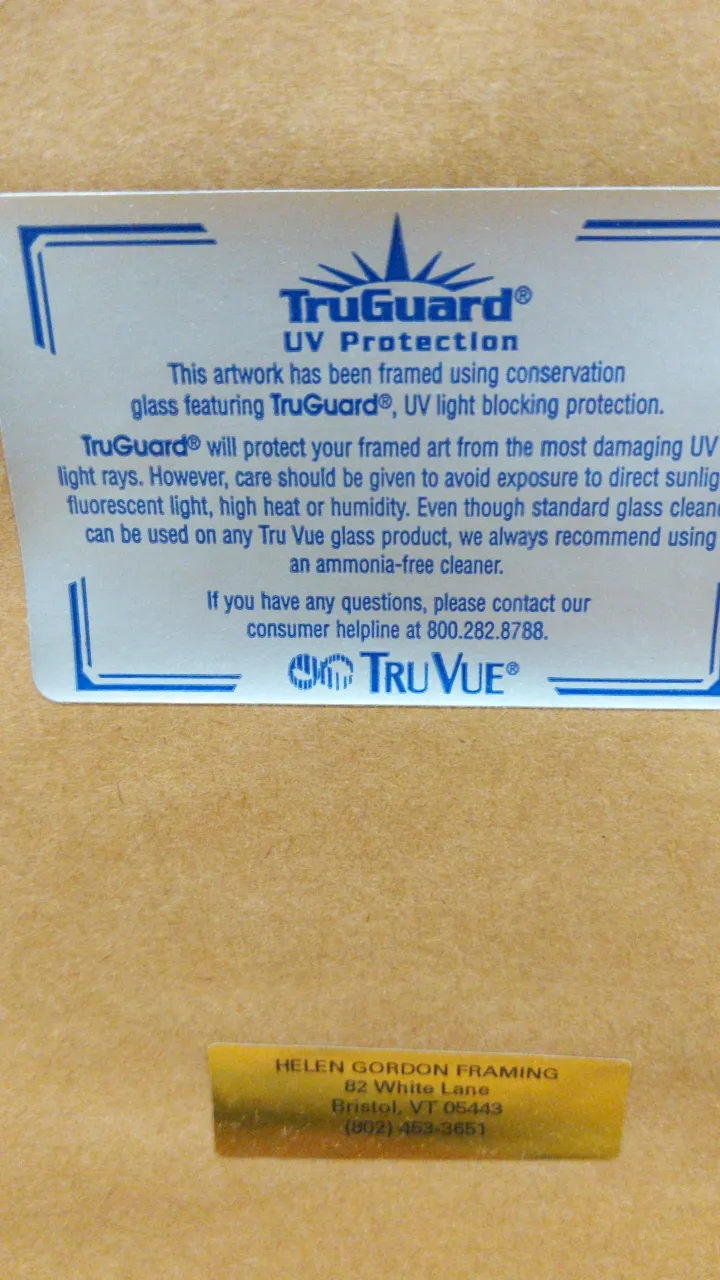 TruGuard®
UV Protection
This artwork has been framed using conservation
glass featuring TruGuard®, UV light blocking protection.
TruGuard® will protect your framed art from the most damaging UV
light rays. However, care should be given to avoid exposure to direct sunlig
fluorescent light, high heat or humidity. Even though standard glass cleane
can be used on any Tru Vue glass product, we always recommend using
an ammonia-free cleaner.
If you have any questions, please contact our
consumer helpline at 800.282.8788.
TRU VUE®
HELEN GORDON FRAMING
82 White Lane
Bristol, VT 05443
(802) 453-3651